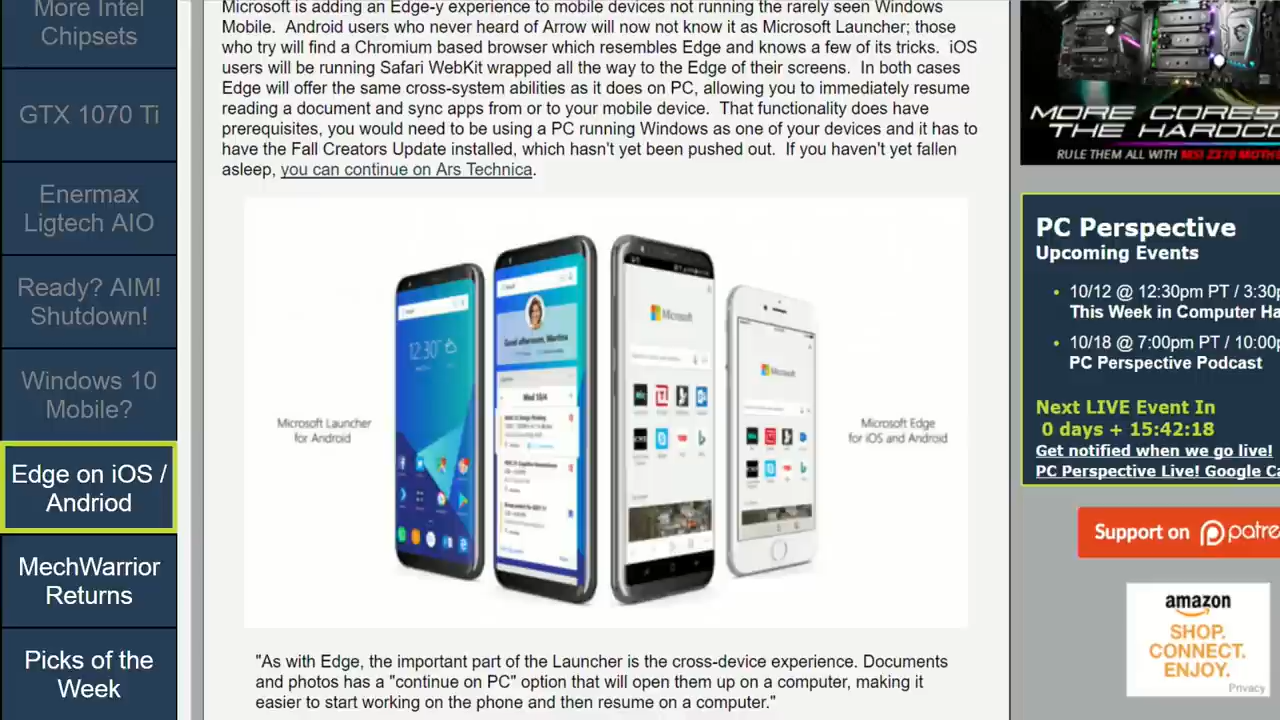 More Intel
Chipsets
GTX 1070 Ti
Enermax
Ligtech AIO
Ready? AIM!
Shutdown!
Windows 10
Mobile?
Edge on iOS /
Andriod
MechWarrior
Returns
Picks of the
Week
Microsoft is adding an Edge-y experience to mobile devices not running the rarely seen Windows
Mobile.  Android users who never heard of Arrow will now not know it as Microsoft Launcher; those
who try will find a Chromium based browser which resembles Edge and knows a few of its tricks.  iOS
users will be running Safari WebKit wrapped all the way to the Edge of their screens.  In both cases
Edge will offer the same cross-system abilities as it does on PC, allowing you to immediately resume
reading a document and sync apps from or to your mobile device.  That functionality does have
prerequisites, you would need to be using a PC running Windows as one of your devices and it has to
have the Fall Creators Update installed, which hasn't yet been pushed out.  If you haven't yet fallen
asleep, you can continue on Ars Technica.
Microsoft Launcher
for Android
12:30
Good afternoon, Martina
Wed 10/4
Microsoft
Microsoft
Microsoft Edge
for iOS and Android
"As with Edge, the important part of the Launcher is the cross-device experience. Documents
and photos has a "continue on PC" option that will open them up on a computer, making it
easier to start working on the phone and then resume on a computer."
MORE CORES
THE HARDC
RULE THEM ALL WITH MSI Z370 MOTH
PC Perspective
Upcoming Events
• 10/12 @ 12:30pm PT / 3:30p
This Week in Computer Ha
• 10/18 @ 7:00pm PT / 10:00p
PC Perspective Podcast
Next LIVE Event In
0 days + 15:42:18
Get notified when we go live!
PC Perspective Live! Google Ca
Support on patre
amazon
SHOP.
CONNECT.
ENJOY.
Privacy